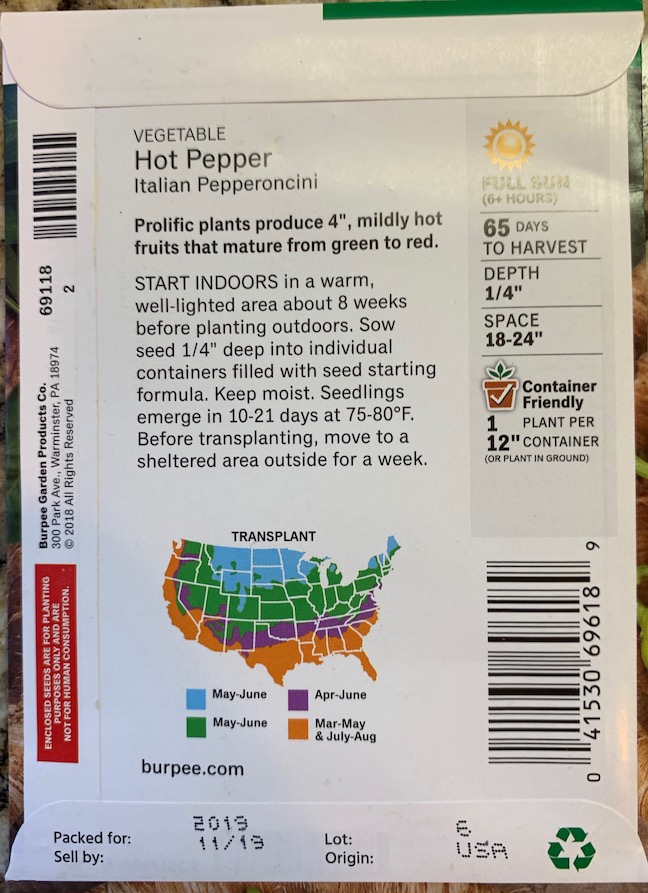 VEGETABLE
Hot Pepper
Italian Pepperoncini
Prolific plants produce 4", mildly hot
fruits that mature from green to red.
START INDOORS in a warm,
well-lighted area about 8 weeks
before planting outdoors. Sow
seed 1/4" deep into individual
containers filled with seed starting
formula. Keep moist. Seedlings
emerge in 10-21 days at 75-80°F.
Before transplanting, move to a
sheltered area outside for a week.
FULL SUN
(6+ HOURS)
65 DAYS
TO HARVEST
DEPTH
1/4"
SPACE
18-24"
Container
Friendly
1 PLANT PER
12" CONTAINER
(OR PLANT IN GROUND)
TRANSPLANT
May-June
Apr-June
May-June
Mar-May
& July-Aug
burpee.com
69118
2
Burpee Garden Products Co.
300 Park Ave., Warminster, PA 18974
© 2018 All Rights Reserved
ENCLOSED SEEDS ARE FOR PLANTING
PURPOSES ONLY AND ARE
NOT FOR HUMAN CONSUMPTION.
0 41530 69618 9
Packed for: 2019
Sell by: 11/19
Lot: 6
Origin: USA